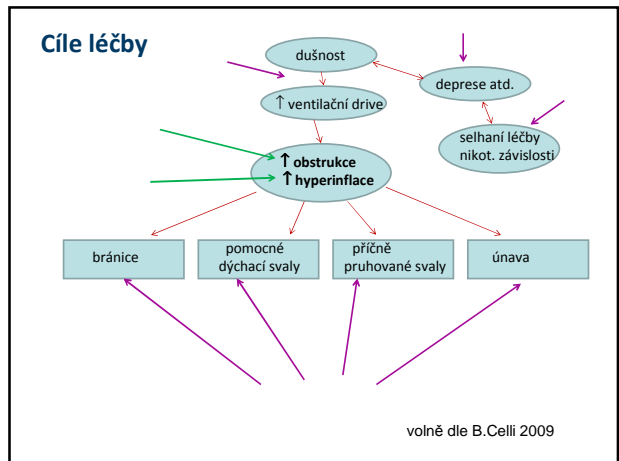 Cíle léčby
dušnost
deprese atd.
↑ ventilační drive
selhaní léčby
nikot. závislosti
↑ obstrukce
↑ hyperinflace
bránice
pomocné
dýchací svaly
příčně
pruhované svaly
únava
volně dle B.Celli 2009